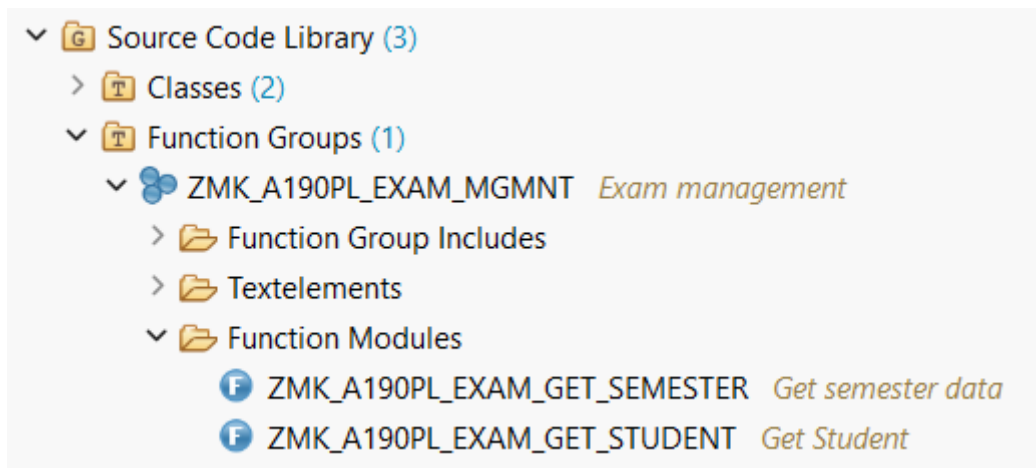 Source Code Library (3)
Classes (2)
Function Groups (1)
ZMK_A190PL_EXAM_MGMNT Exam management
Function Group Includes
Textelements
Function Modules
ZMK_A190PL_EXAM_GET_SEMESTER Get semester data
ZMK_A190PL_EXAM_GET_STUDENT Get Student